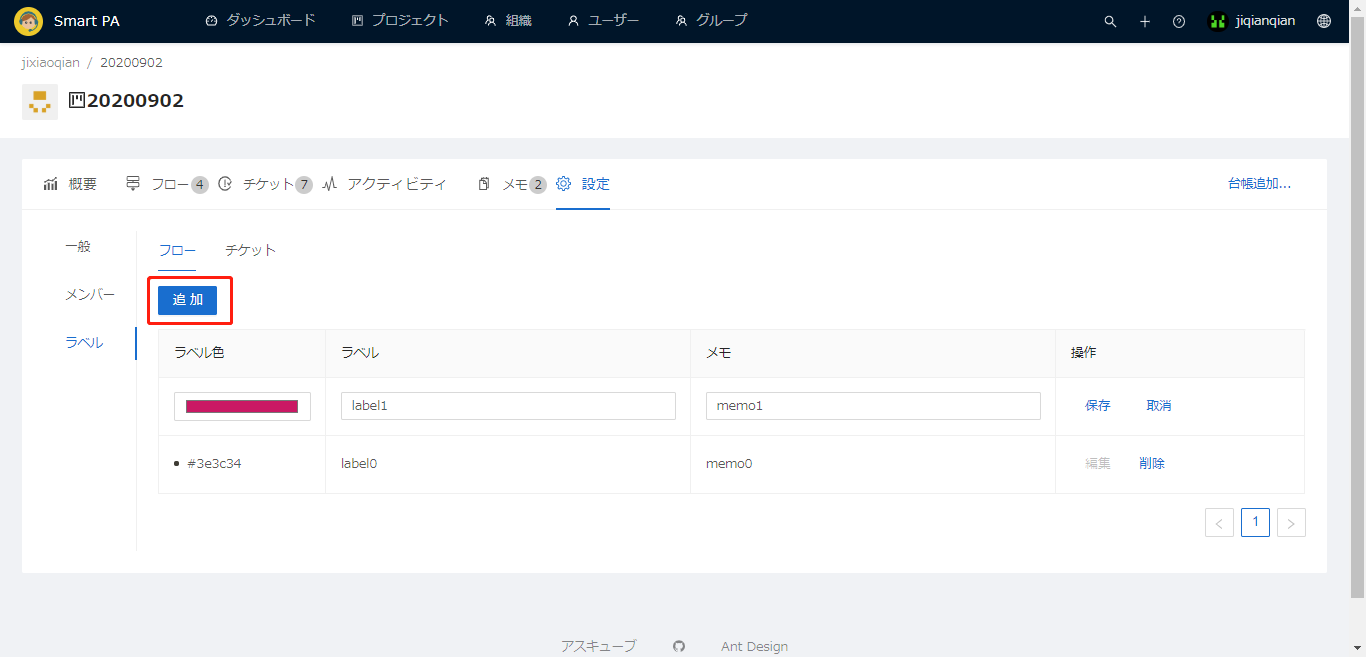 Smart PA ダッシュボード プロジェクト 組織 ユーザー グループ jiqianqian
jixiaoqian / 20200902
20200902
概要 フロー 4 チケット 7 アクティビティ メモ 2 設定 台帳追加...
一般
メンバー
ラベル
フロー チケット
追 加
ラベル色 ラベル メモ 操作
label1 memo1 保存 取消
#3e3c34 label0 memo0 編集 削除
< 1 >
アスキューブ Ant Design